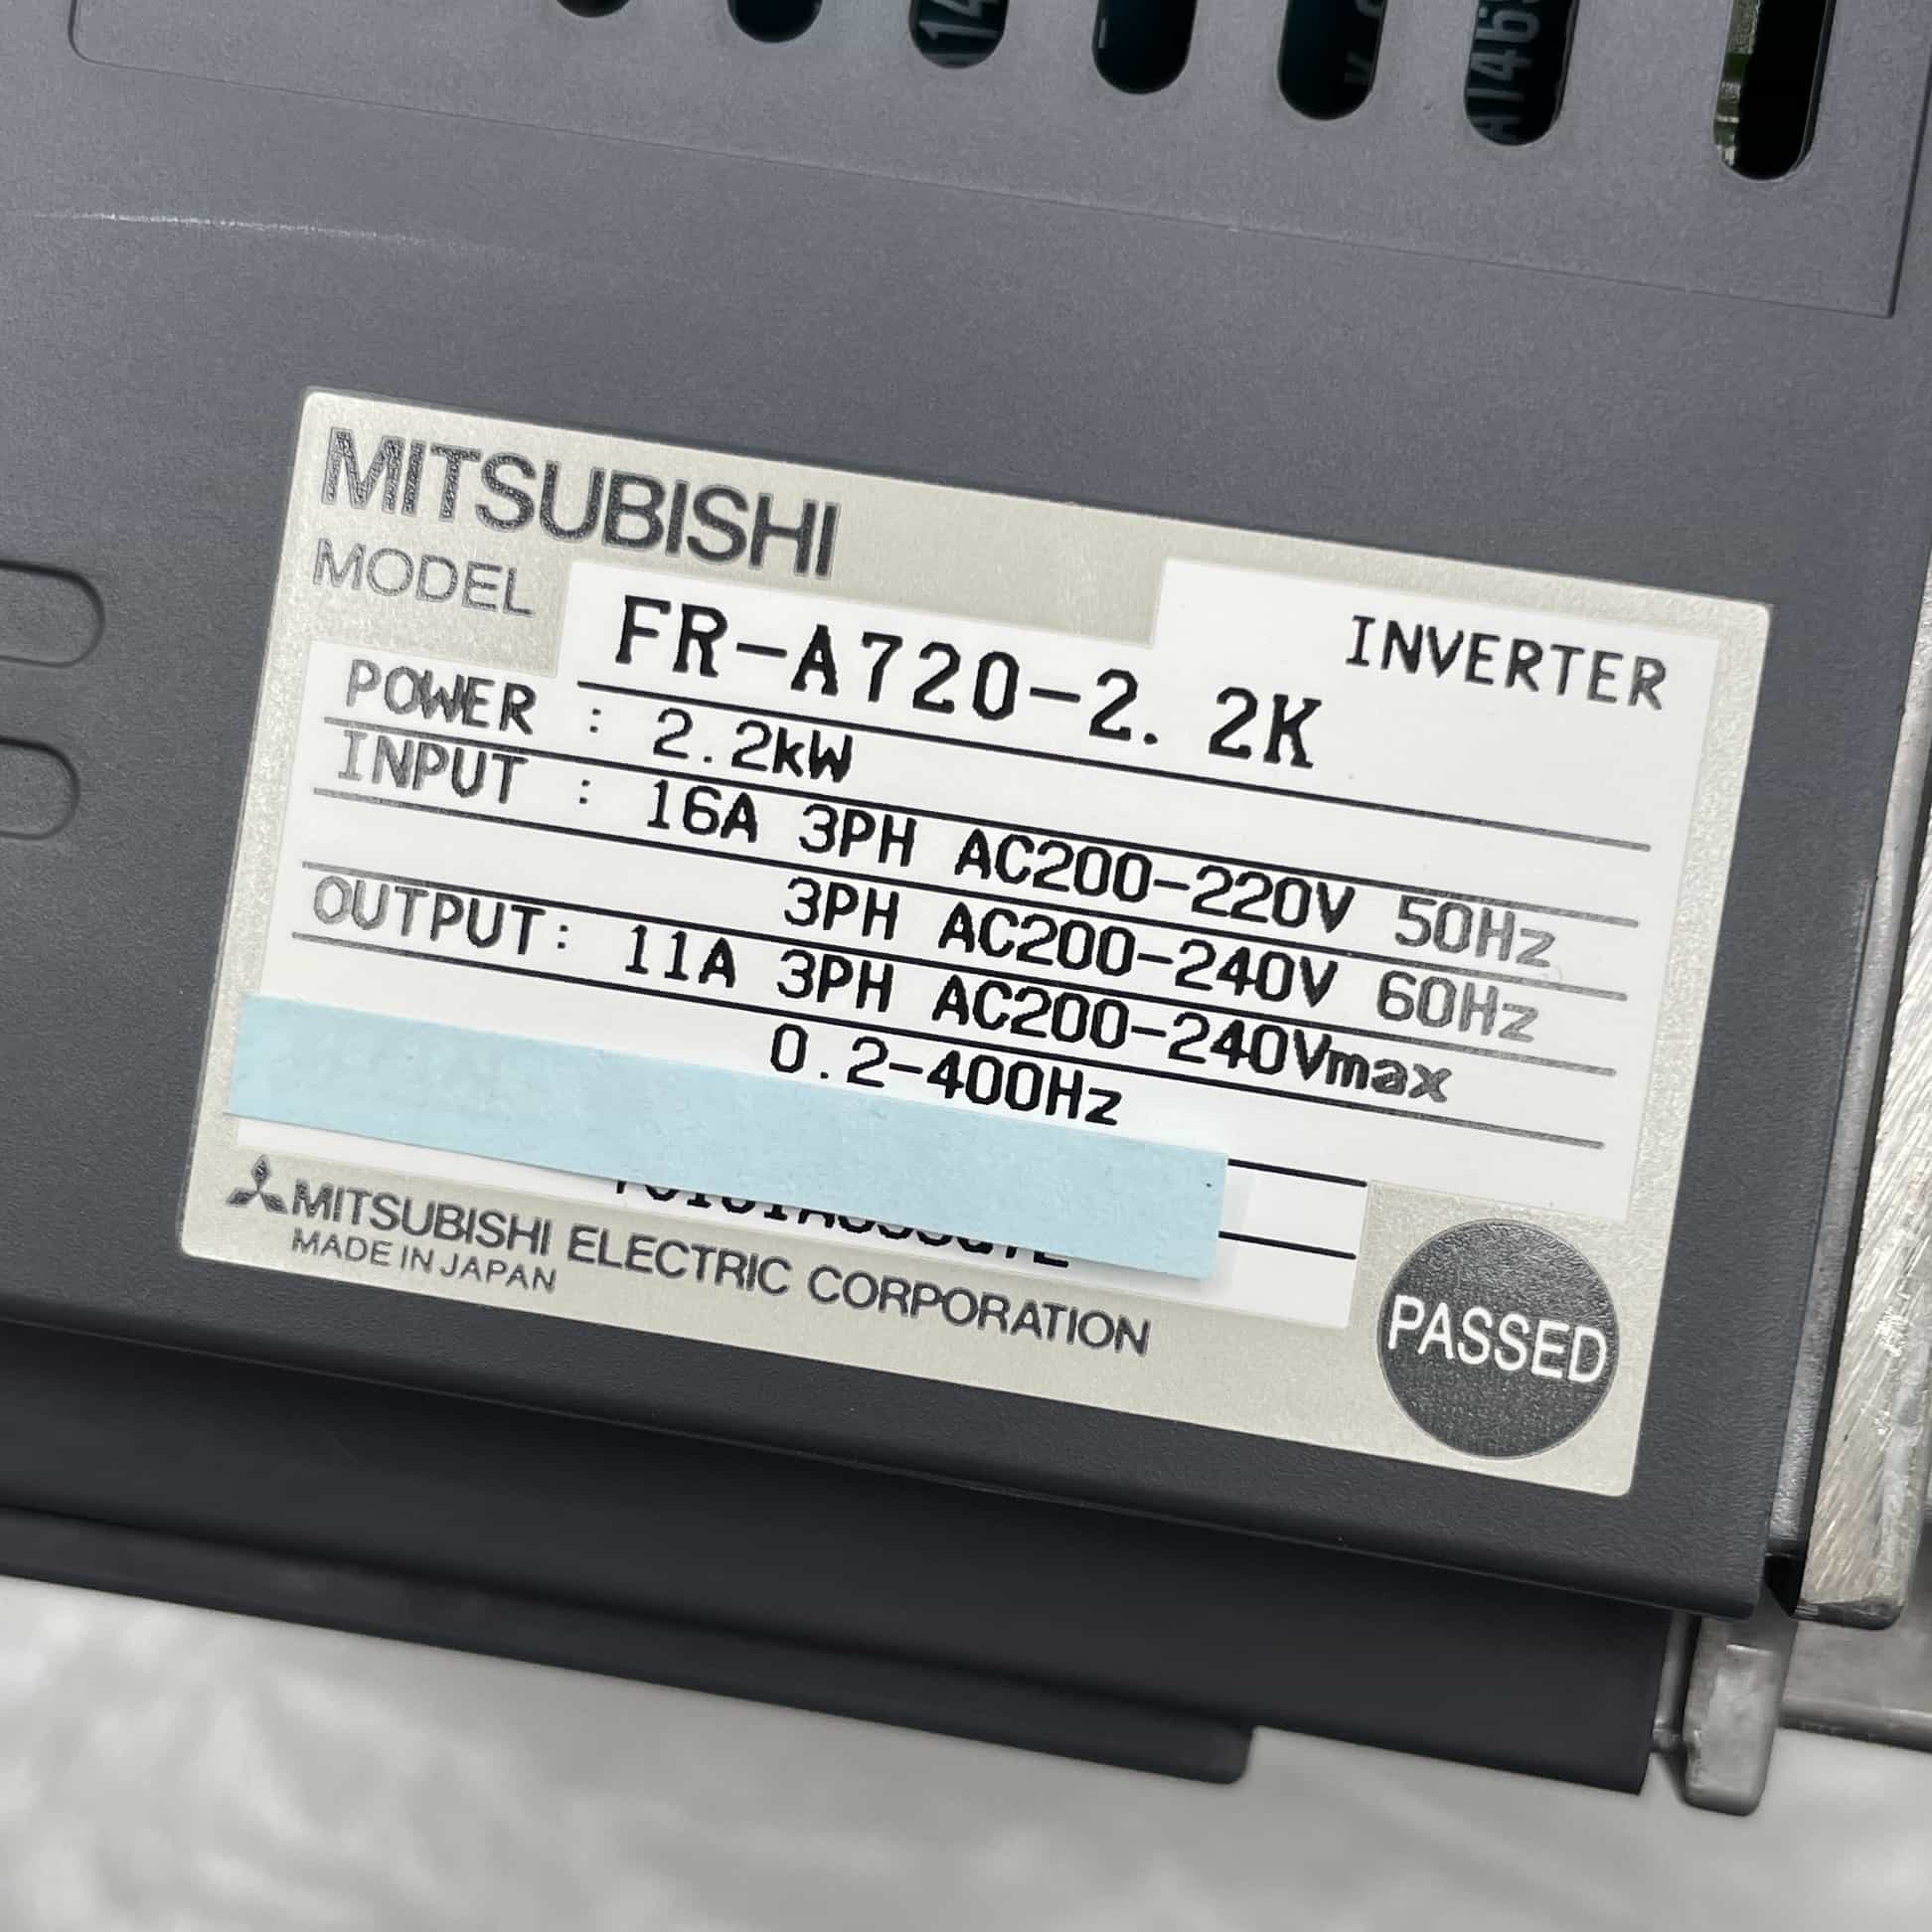 MITSUBISHI
MODEL FR-A720-2.2K INVERTER
POWER : 2.2kW
INPUT : 16A 3PH AC200-220V 50Hz
3PH AC200-240V 60Hz
OUTPUT: 11A 3PH AC200-240Vmax
0.2-400Hz
MITSUBISHI ELECTRIC CORPORATION
MADE IN JAPAN
PASSED